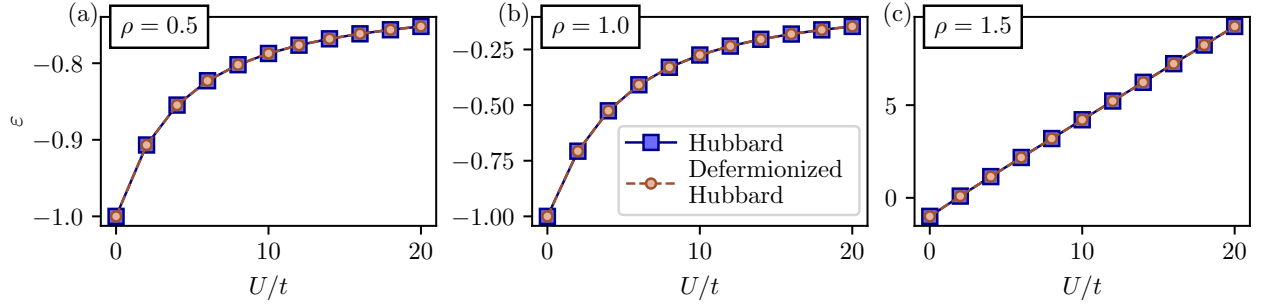 (a)
ρ = 0.5
−0.8
−0.9
−1.0
ε
0
10
20
U/t
(b)
ρ = 1.0
−0.25
−0.50
−0.75
−1.00
Hubbard
Defermionized
Hubbard
0
10
20
U/t
(c)
ρ = 1.5
5
0
0
10
20
U/t